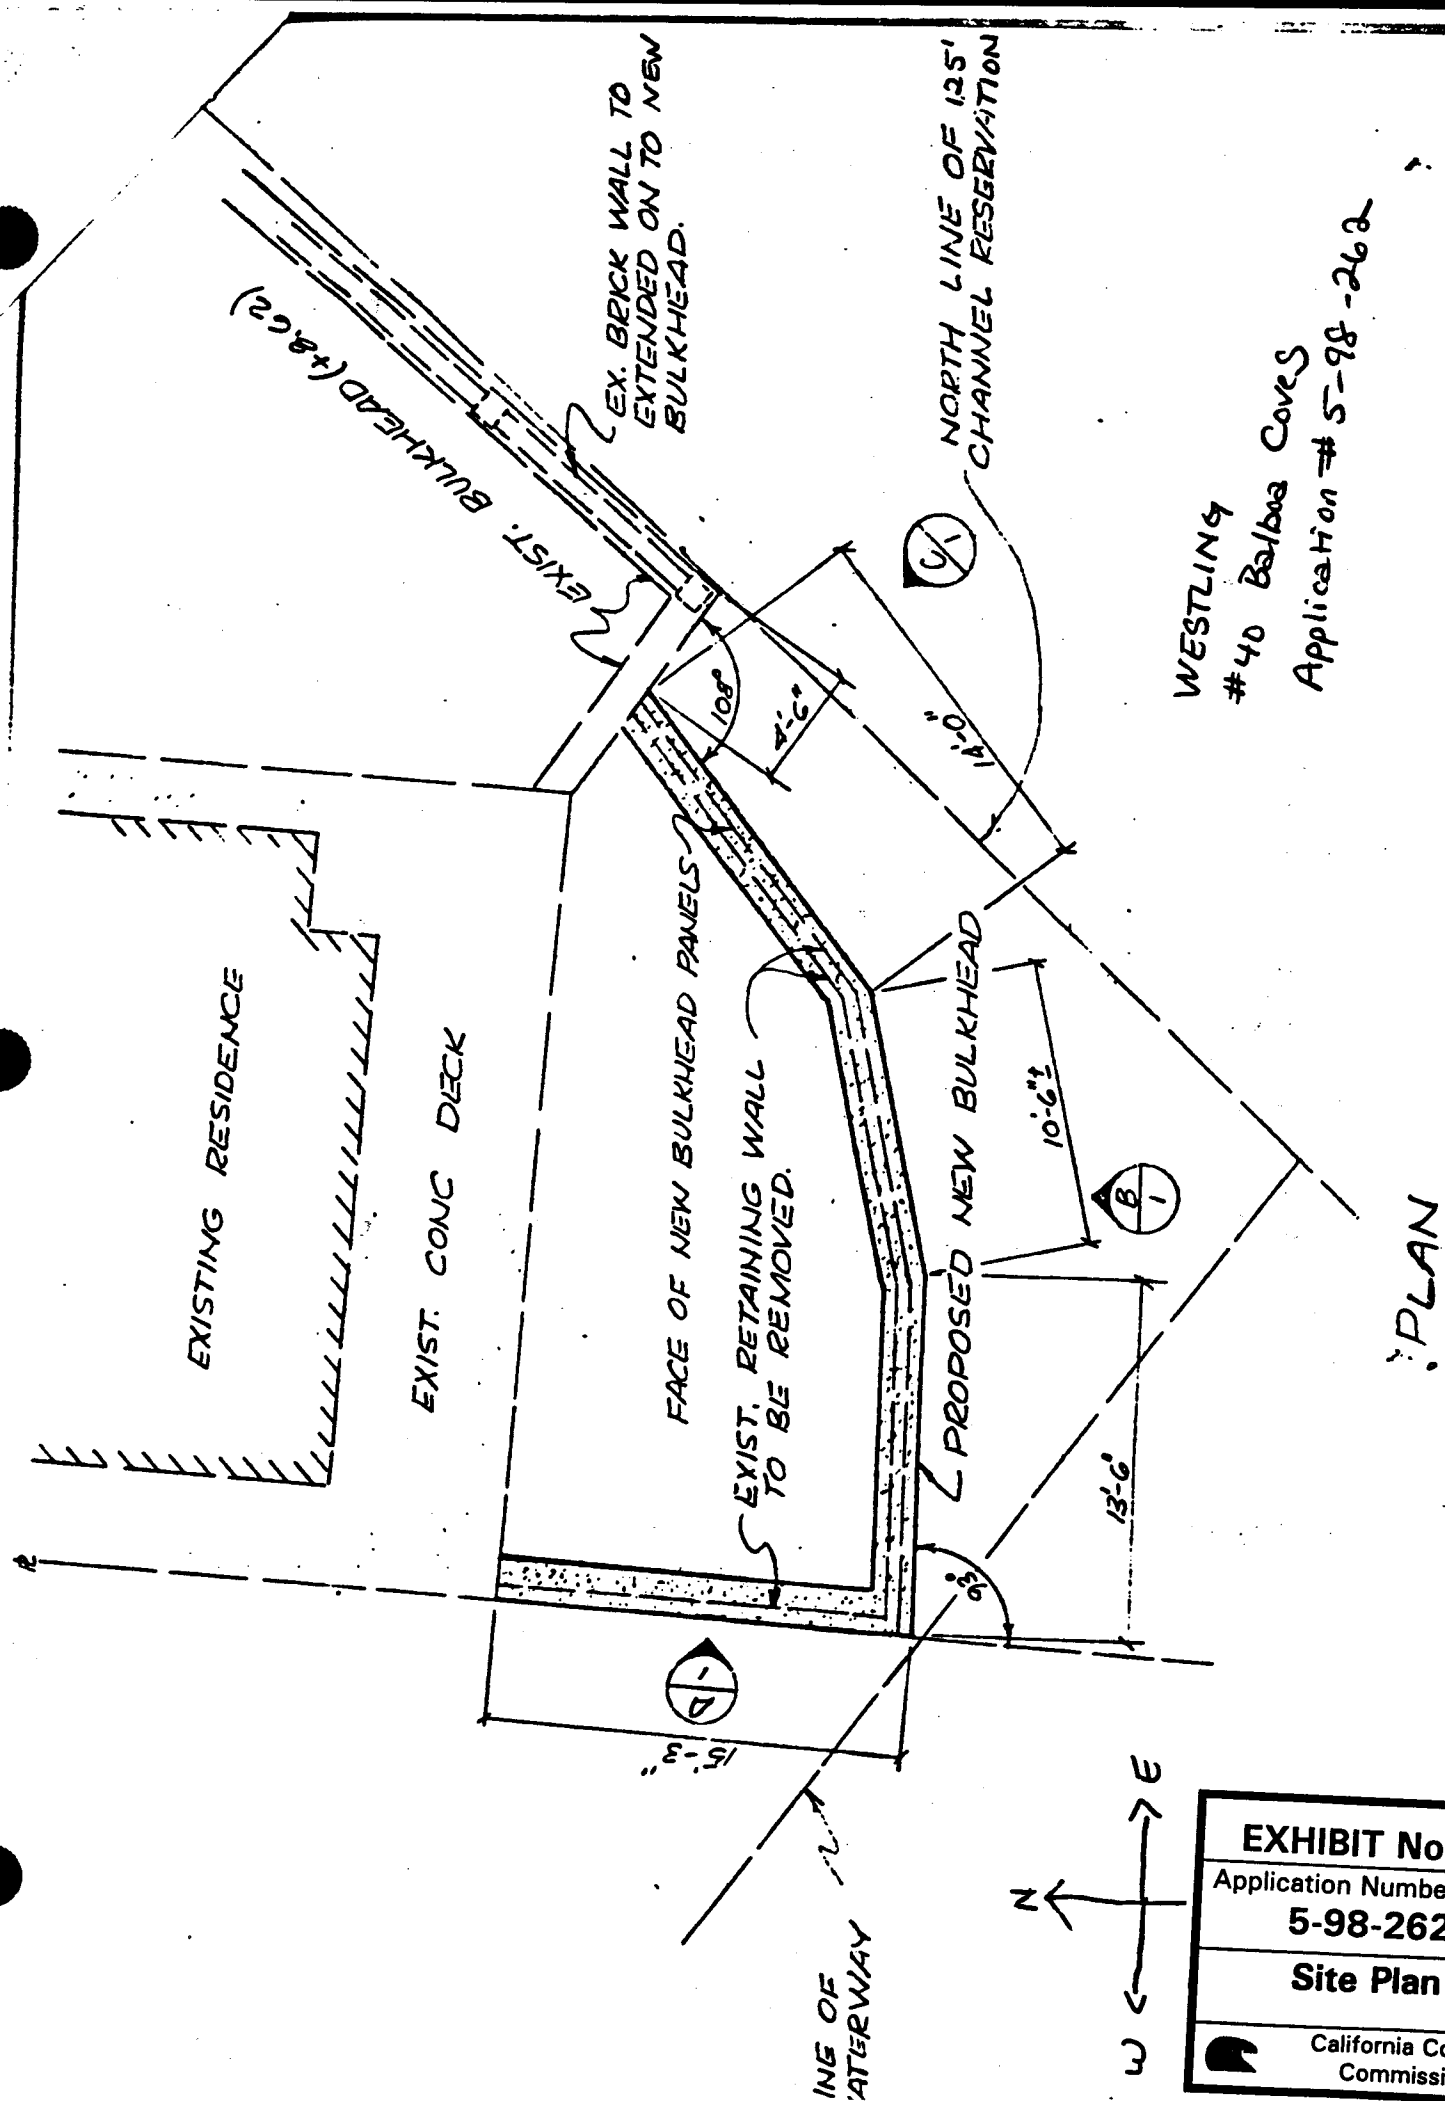 EX. BRICK WALL TO
EXTENDED ON TO NEW
BULKHEAD.
NORTH LINE OF 125'
CHANNEL RESERVATION
EXIST. BULKHEAD (+8.62)
WESTLING
#40 Balboa Coves
Application # 5-98-262
108°
4'-6"
14'-0"
C
1
EXISTING RESIDENCE
EXIST. CONC DECK
FACE OF NEW BULKHEAD PANELS
EXIST. RETAINING WALL
TO BE REMOVED.
PROPOSED NEW BULKHEAD
10'-6"±
B
1
13'-6"
93°
D
1
15'-3"
PLAN
INE OF
ATERWAY
N
W
E
EXHIBIT No
Application Numbe
5-98-262
Site Plan
California Co
Commissi